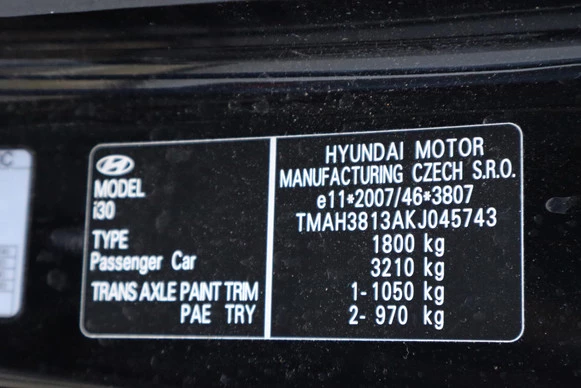 MODEL
i30
TYPE
Passenger Car
TRANS AXLE PAINT TRIM
PAE TRY
HYUNDAI MOTOR
MANUFACTURING CZECH S.R.O.
e11*2007/46*3807
TMAH3813AKJ045743
1800 kg
3210 kg
1- 1050 kg
2- 970 kg
C